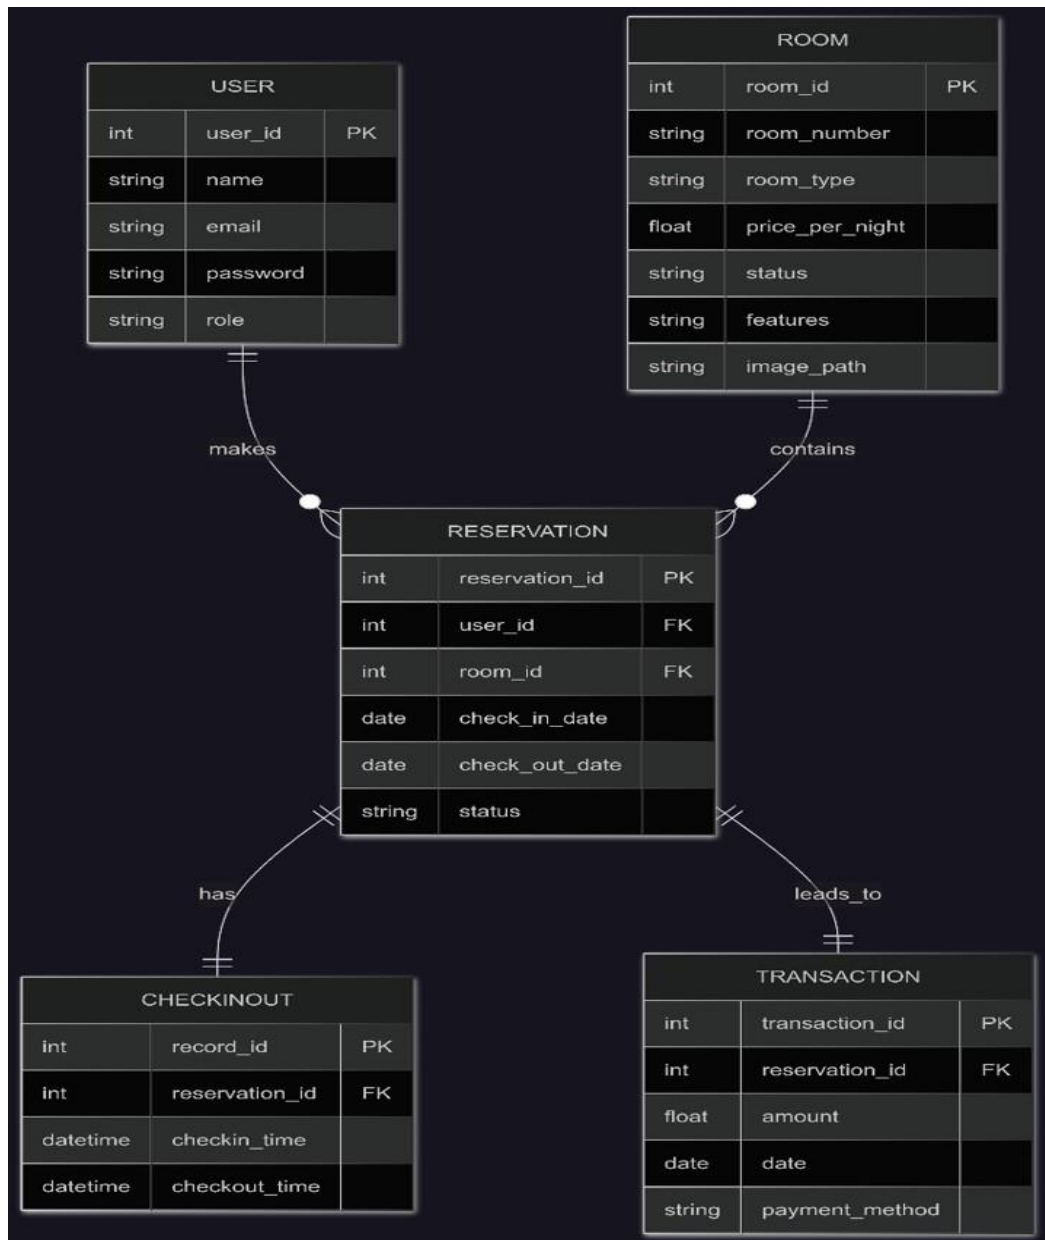 USER
int user_id PK
string name
string email
string password
string role
ROOM
int room_id PK
string room_number
string room_type
float price_per_night
string status
string features
string image_path
makes
contains
RESERVATION
int reservation_id PK
int user_id FK
int room_id FK
date check_in_date
date check_out_date
string status
has
leads_to
CHECKINOUT
int record_id PK
int reservation_id FK
datetime checkin_time
datetime checkout_time
TRANSACTION
int transaction_id PK
int reservation_id FK
float amount
date date
string payment_method